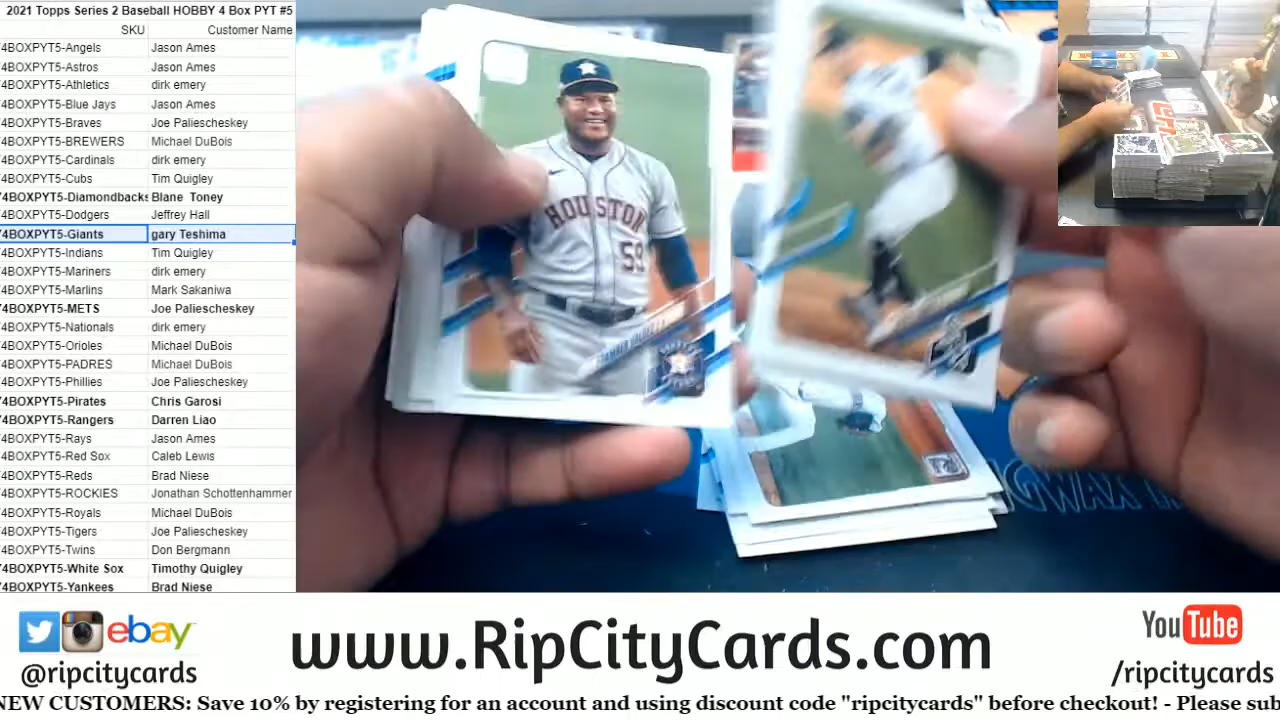 2021 Topps Series 2 Baseball HOBBY 4 Box PYT #5
SKU Customer Name
4BOXPYT5-Angels Jason Ames
4BOXPYT5-Astros Jason Ames
4BOXPYT5-Athletics dirk emery
4BOXPYT5-Blue Jays Jason Ames
4BOXPYT5-Braves Joe Paliescheskey
4BOXPYT5-BREWERS Michael DuBois
4BOXPYT5-Cardinals dirk emery
4BOXPYT5-Cubs Tim Quigley
4BOXPYT5-Diamondbacks Blane Toney
4BOXPYT5-Dodgers Jeffrey Hall
4BOXPYT5-Giants gary Teshima
4BOXPYT5-Indians Tim Quigley
4BOXPYT5-Mariners dirk emery
4BOXPYT5-Marlins Mark Sakaniwa
4BOXPYT5-METS Joe Paliescheskey
4BOXPYT5-Nationals dirk emery
4BOXPYT5-Orioles Michael DuBois
4BOXPYT5-PADRES Michael DuBois
4BOXPYT5-Phillies Joe Paliescheskey
4BOXPYT5-Pirates Chris Garosi
4BOXPYT5-Rangers Darren Liao
4BOXPYT5-Rays Jason Ames
4BOXPYT5-Red Sox Caleb Lewis
4BOXPYT5-Reds Brad Niese
4BOXPYT5-ROCKIES Jonathan Schottenhammer
4BOXPYT5-Royals Michael DuBois
4BOXPYT5-Tigers Joe Paliescheskey
4BOXPYT5-Twins Don Bergmann
4BOXPYT5-White Sox Timothy Quigley
4BOXPYT5-Yankees Brad Niese
HOUSTON
59
ebay
@ripcitycards
www.RipCityCards.com
YouTube
/ripcitycards
NEW CUSTOMERS: Save 10% by registering for an account and using discount code "ripcitycards" before checkout! - Please sub